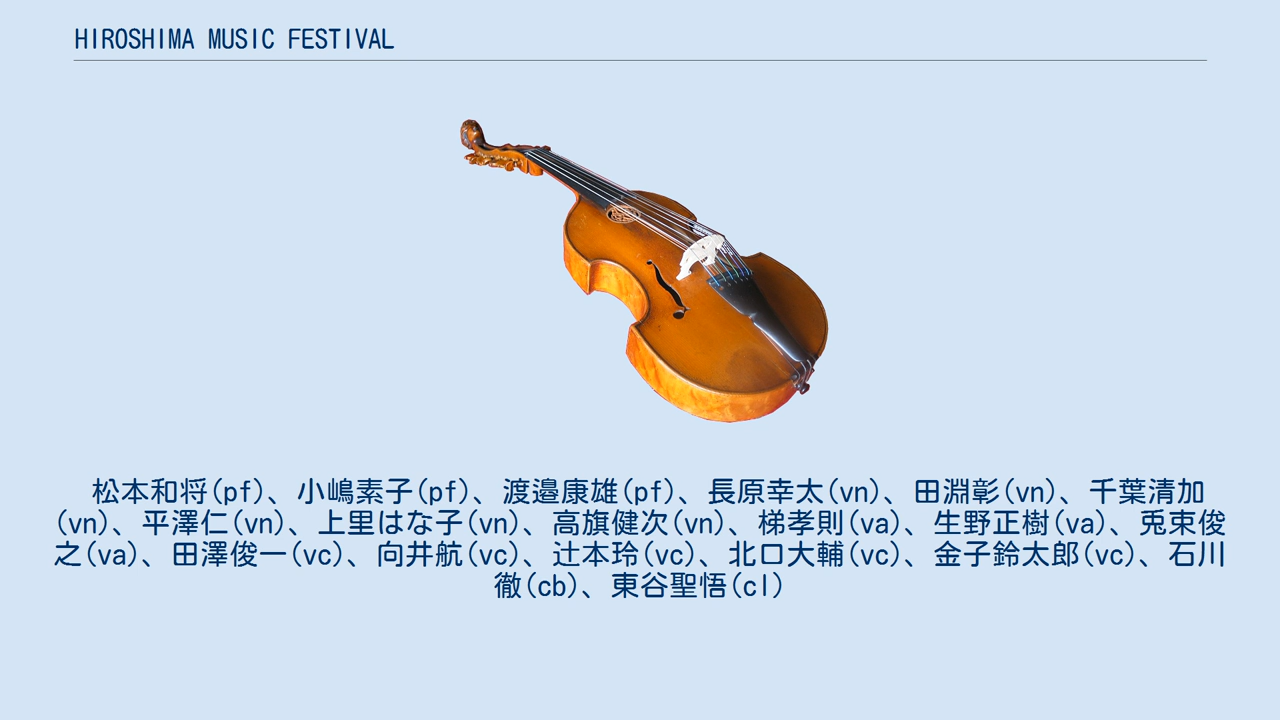 HIROSHIMA MUSIC FESTIVAL
松本和将(pf)、小嶋素子(pf)、渡邉康雄(pf)、長原幸太(vn)、田淵彰(vn)、千葉清加
(vn)、平澤仁(vn)、上里はな子(vn)、高旗健次(vn)、梯孝則(va)、生野正樹(va)、兎束俊
之(va)、田澤俊一(vc)、向井航(vc)、辻本玲(vc)、北口大輔(vc)、金子鈴太郎(vc)、石川
徹(cb)、東谷聖悟(cl)